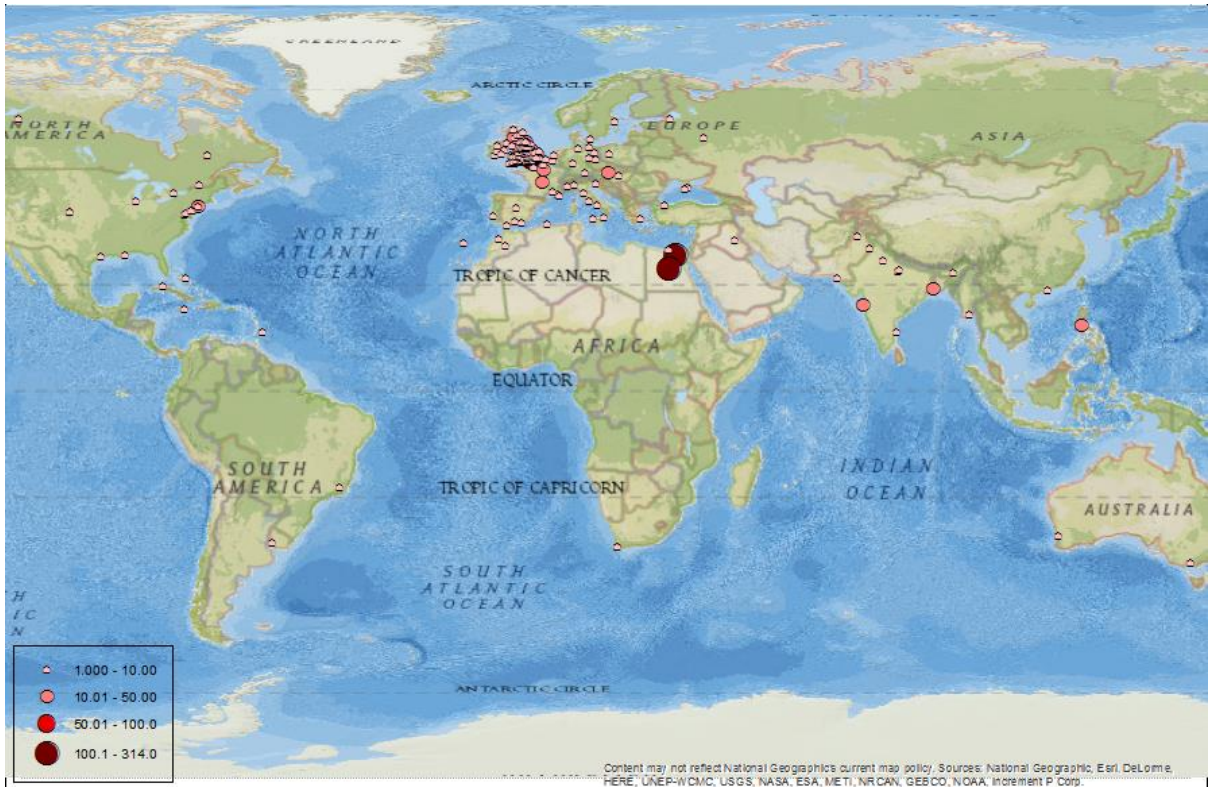 GREENLAND
ARCTIC CIRCLE
NORTH
AMERICA
EUROPE
ASIA
NORTH
ATLANTIC
OCEAN
TROPIC OF CANCER
AFRICA
EQUATOR
SOUTH
AMERICA
TROPIC OF CAPRICORN
INDIAN
OCEAN
AUSTRALIA
SOUTH
ATLANTIC
OCEAN
H
IC
N
1.000 - 10.00
10.01 - 50.00
50.01 - 100.0
100.1 - 314.0
ANTARCTIC CIRCLE
Content may not reflect National Geographic's current map policy. Sources: National Geographic, Esri, DeLorme,
HERE, UNEP-WCMC, USGS, NASA, ESA, METI, NRCAN, GEBCO, NOAA, increment P Corp.